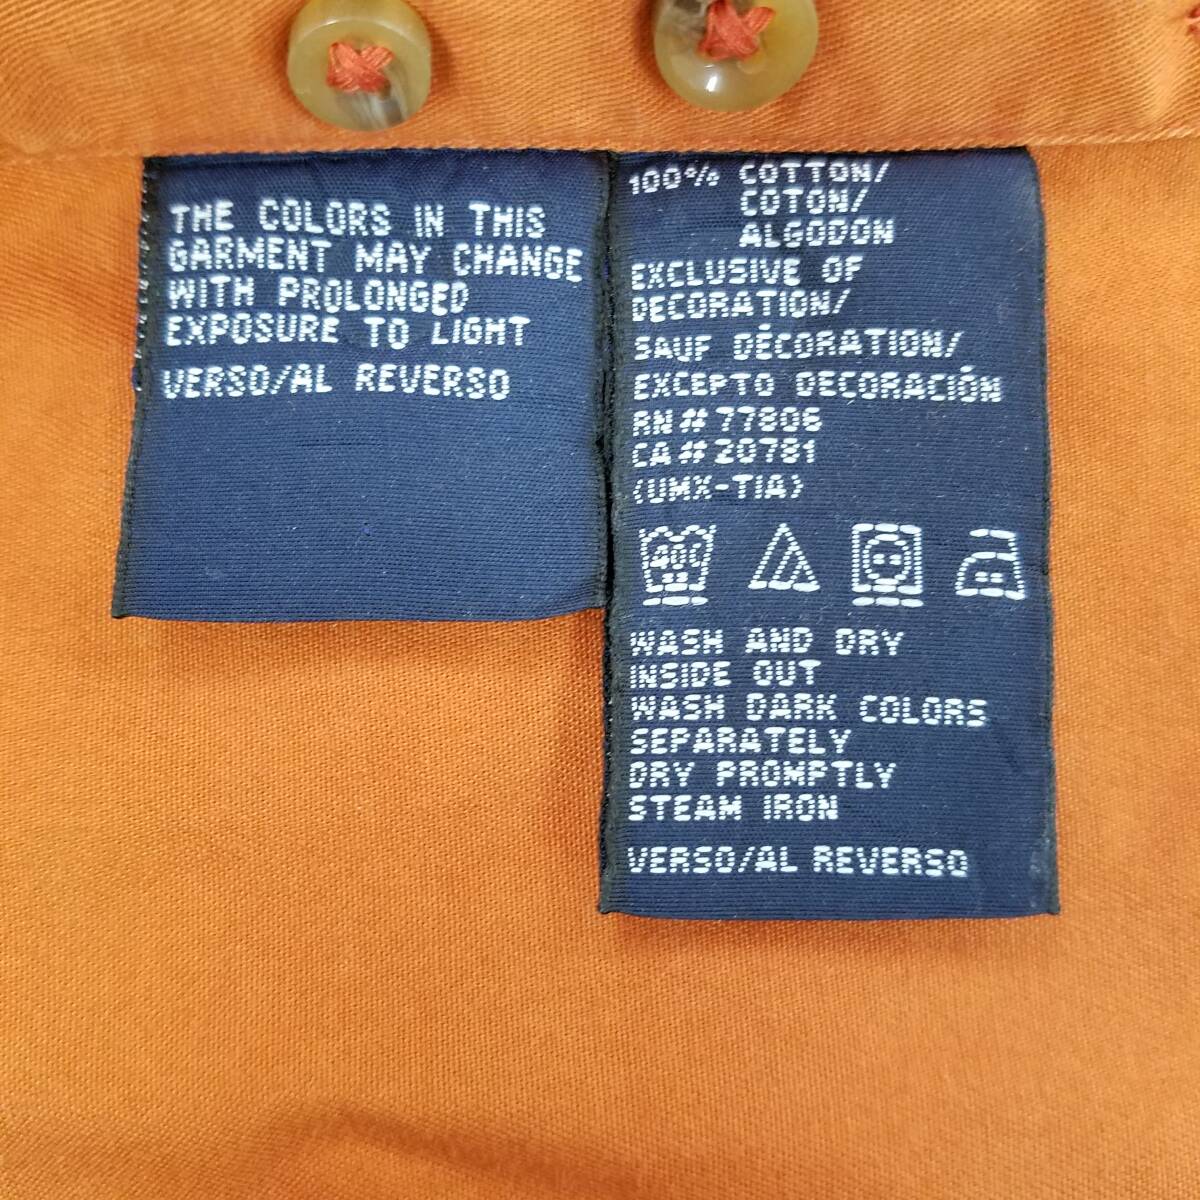 THE COLORS IN THIS
GARMENT MAY CHANGE
WITH PROLONGED
EXPOSURE TO LIGHT
VERSO/AL REVERSO
100% COTTON/
COTON/
ALGODON
EXCLUSIVE OF
DECORATION/
SAUF DÉCORATION/
EXCEPTO DECORACIÓN
RN#77806
CA#20781
(UMX-TIA)
40C
WASH AND DRY
INSIDE OUT
WASH DARK COLORS
SEPARATELY
DRY PROMPTLY
STEAM IRON
VERSO/AL REVERSO